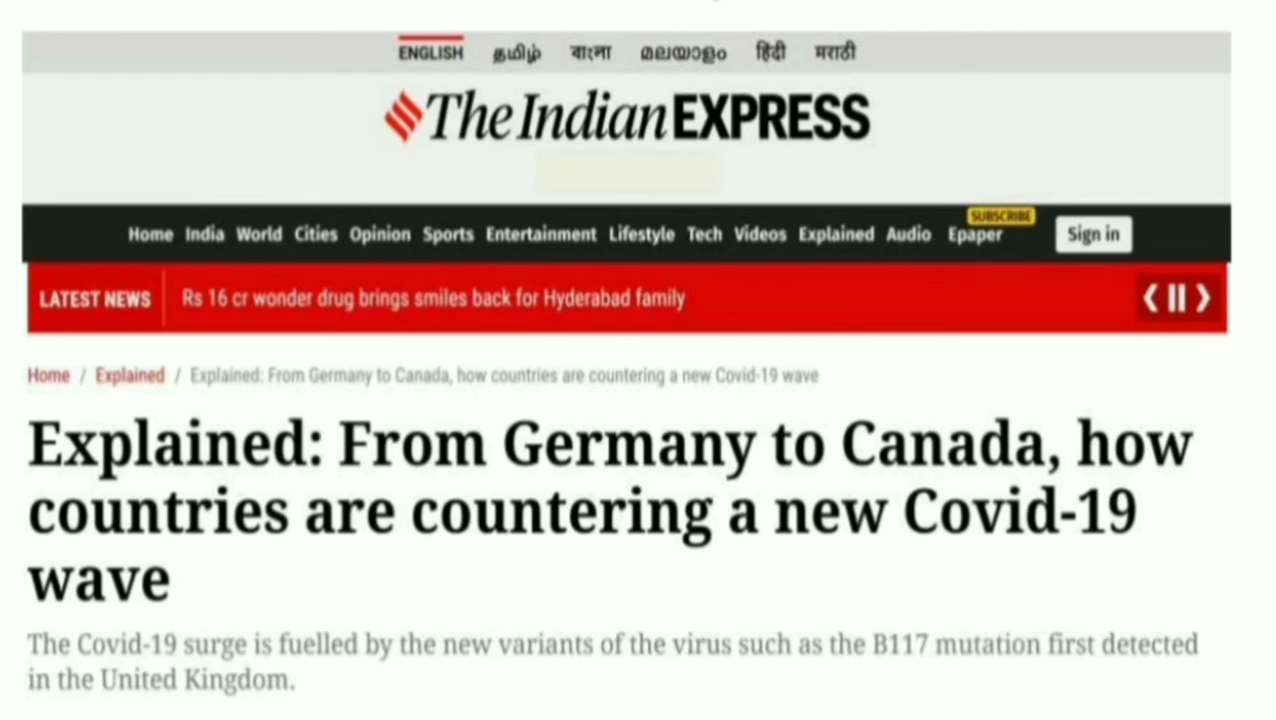 ENGLISH தமிழ் বাংলা മലയാളം हिंदी मराठी
The Indian EXPRESS
SUBSCRIBE
Home India World Cities Opinion Sports Entertainment Lifestyle Tech Videos Explained Audio Epaper Sign in
LATEST NEWS Rs 16 cr wonder drug brings smiles back for Hyderabad family
Home / Explained / Explained: From Germany to Canada, how countries are countering a new Covid-19 wave
Explained: From Germany to Canada, how
countries are countering a new Covid-19
wave
The Covid-19 surge is fuelled by the new variants of the virus such as the B117 mutation first detected
in the United Kingdom.